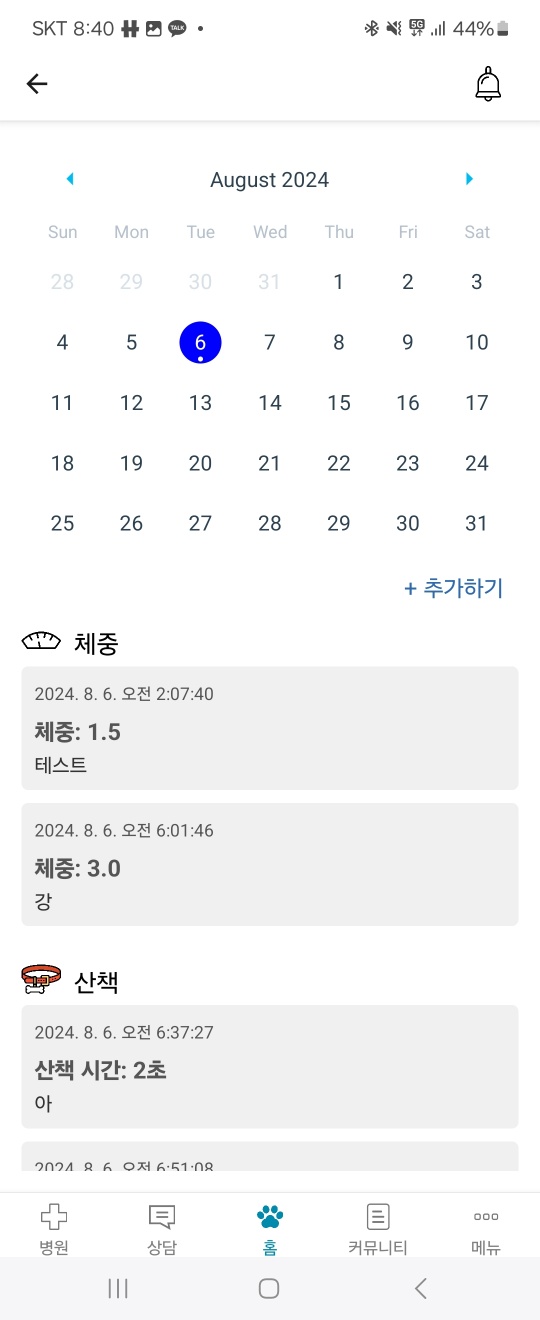 SKT 8:40 TALK 5G 44%
August 2024
Sun Mon Tue Wed Thu Fri Sat
28 29 30 31 1 2 3
4 5 6 7 8 9 10
11 12 13 14 15 16 17
18 19 20 21 22 23 24
25 26 27 28 29 30 31
+ 추가하기
체중
2024. 8. 6. 오전 2:07:40
체중: 1.5
테스트
2024. 8. 6. 오전 6:01:46
체중: 3.0
강
산책
2024. 8. 6. 오전 6:37:27
산책 시간: 2초
아
2024. 8. 6. 오전 6:51:08
병원 상담 홈 커뮤니티 메뉴